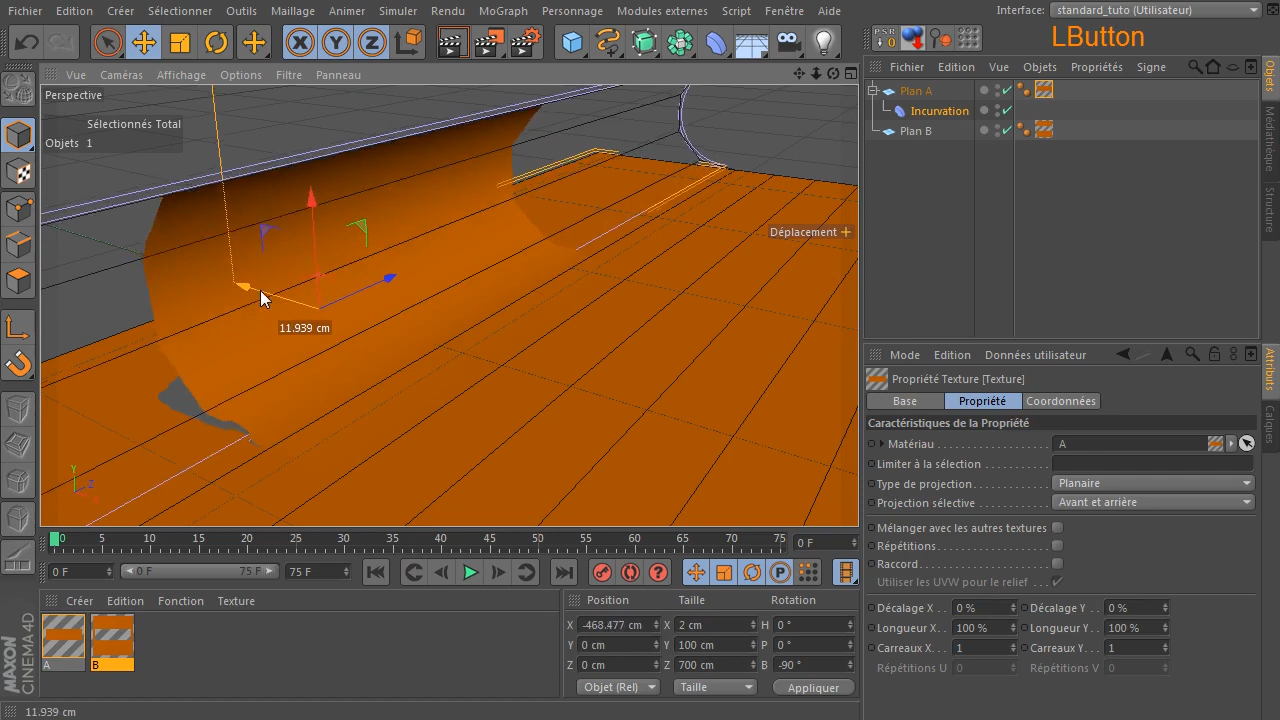 Fichier Edition Créer Sélectionner Outils Maillage Animer Simuler Rendu MoGraph Personnage Modules externes Script Fenêtre Aide
Interface: standard_tuto (Utilisateur)
LButton
PSR
0
X Y Z
Vue Caméras Affichage Options Filtre Panneau
Perspective
Sélectionnés Total
Objets 1
Déplacement
11.939 cm
Y
Z
Fichier Edition Vue Objets Propriétés Signe
Plan A
Incurvation
Plan B
Objets
Médiathèque
Structure
Mode Edition Données utilisateur
Propriété Texture [Texture]
Base Propriété Coordonnées
Caractéristiques de la Propriété
Matériau A
Limiter à la sélection
Type de projection Planaire
Projection sélective Avant et arrière
Mélanger avec les autres textures
Répétitions
Raccord
Utiliser les UVW pour le relief
Décalage X 0 % Décalage Y 0 %
Longueur X 100 % Longueur Y 100 %
Carreaux X 1 Carreaux Y 1
Répétitions U 0 Répétitions V 0
Attributs
Calques
0 5 10 15 20 25 30 35 40 45 50 55 60 65 70 75
0 F
0 F 0 F 75 F 75 F
Créer Edition Fonction Texture
A
B
Position Taille Rotation
X -468.477 cm X 2 cm H 0 °
Y 0 cm Y 100 cm P 0 °
Z 0 cm Z 700 cm B -90 °
Objet (Rel) Taille Appliquer
MAXON
CINEMA 4D
11.939 cm